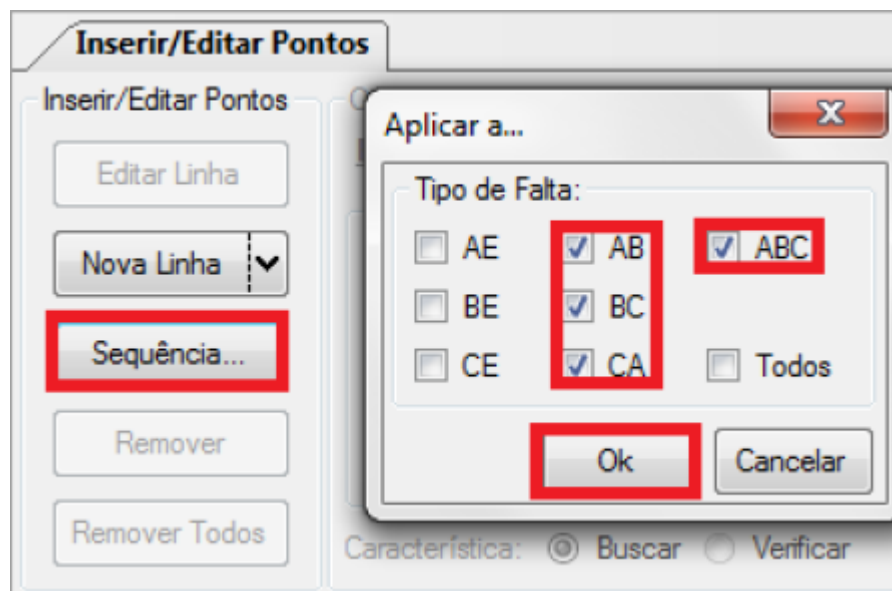 Inserir/Editar Pontos
Inserir/Editar Pontos
Editar Linha
Nova Linha
Sequência...
Remover
Remover Todos
Aplicar a...
Tipo de Falta:
AE AB ABC
BE BC
CE CA Todos
Ok Cancelar
Característica: Buscar Verificar